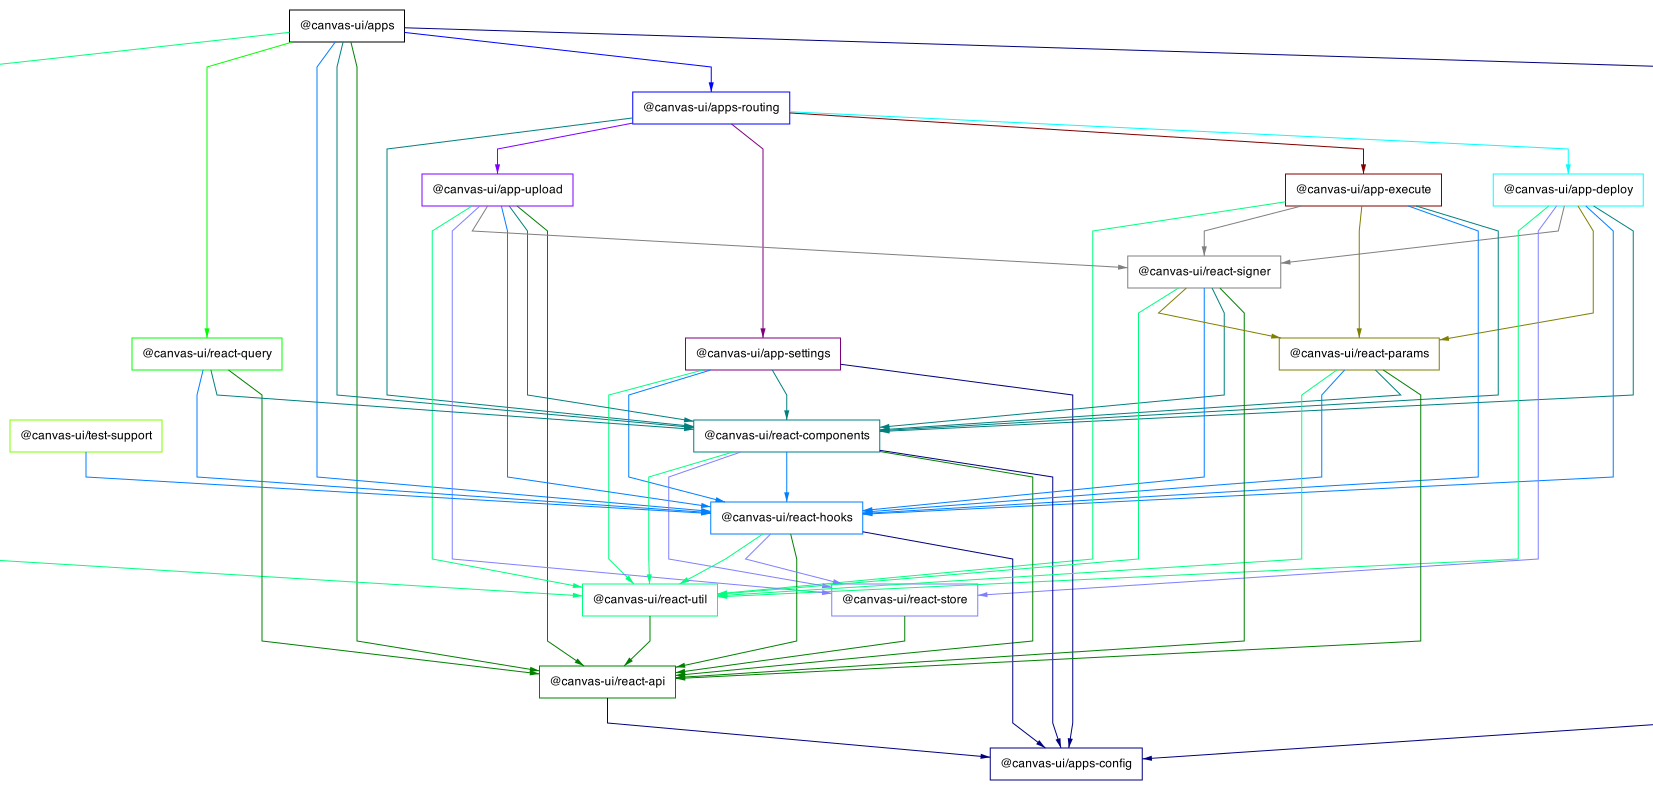 @canvas-ui/apps
@canvas-ui/apps-routing
@canvas-ui/app-upload
@canvas-ui/app-execute
@canvas-ui/app-deploy
@canvas-ui/react-signer
@canvas-ui/react-query
@canvas-ui/app-settings
@canvas-ui/react-params
@canvas-ui/test-support
@canvas-ui/react-components
@canvas-ui/react-hooks
@canvas-ui/react-util
@canvas-ui/react-store
@canvas-ui/react-api
@canvas-ui/apps-config